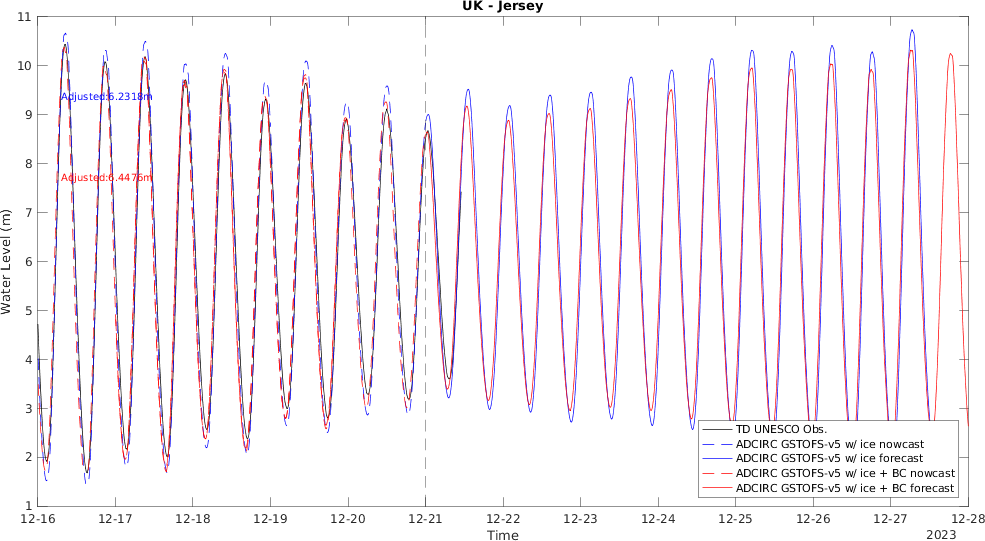 UK - Jersey
11
10
9
8
7
6
5
4
3
2
1
Water Level (m)
Adjusted:6.2318m
Adjusted:6.4476m
TD UNESCO Obs.
ADCIRC GSTOFS-v5 w/ ice nowcast
ADCIRC GSTOFS-v5 w/ ice forecast
ADCIRC GSTOFS-v5 w/ ice + BC nowcast
ADCIRC GSTOFS-v5 w/ ice + BC forecast
12-16 12-17 12-18 12-19 12-20 12-21 12-22 12-23 12-24 12-25 12-26 12-27 12-28
Time
2023